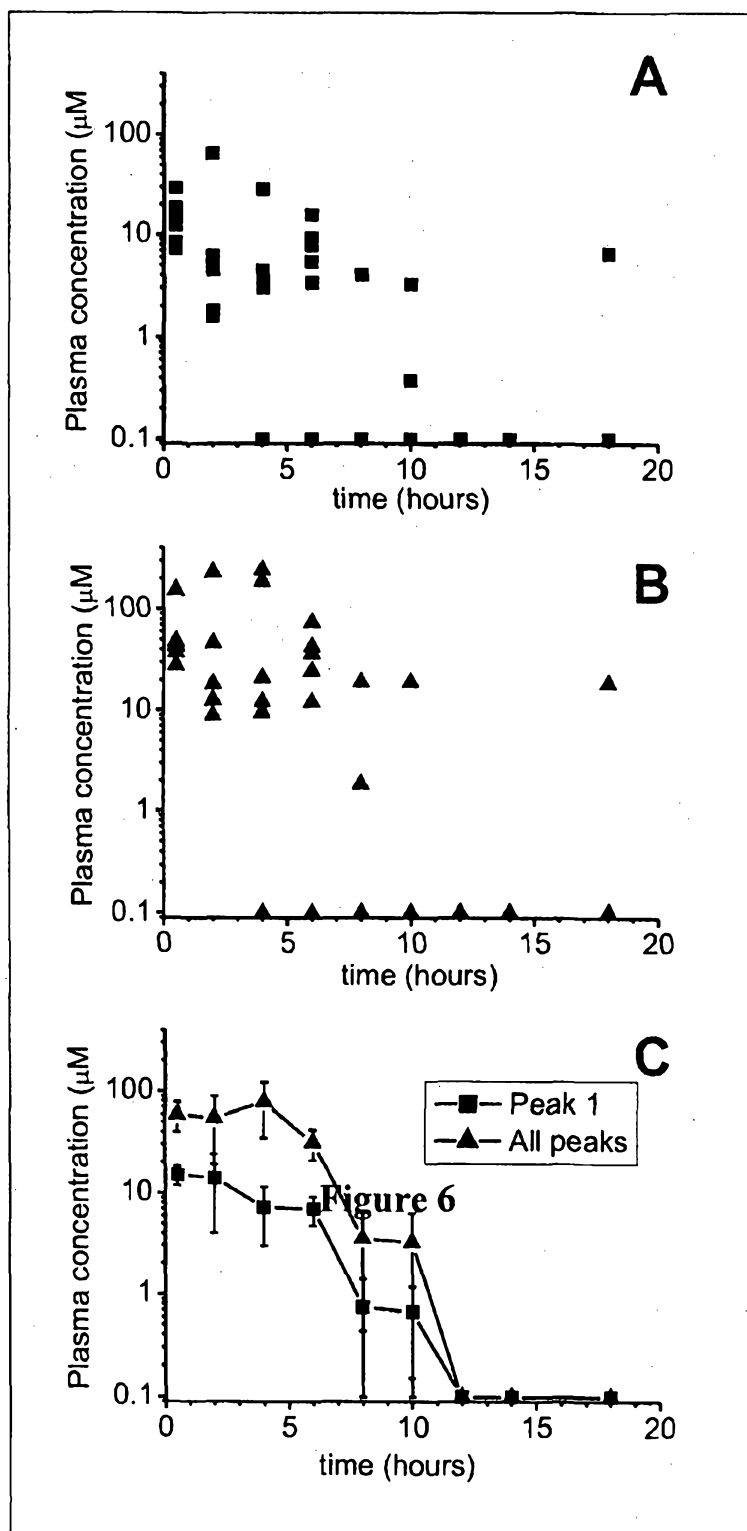 A
Plasma concentration (μM
100
10
1
0.1
0 5 10 15 20
time (hours)
B
Plasma concentration (μM
100
10
1
0.1
0 5 10 15 20
time (hours)
C
Plasma concentration (μM
100
10
1
0.1
Peak 1
All peaks
Figure 6
0 5 10 15 20
time (hours)